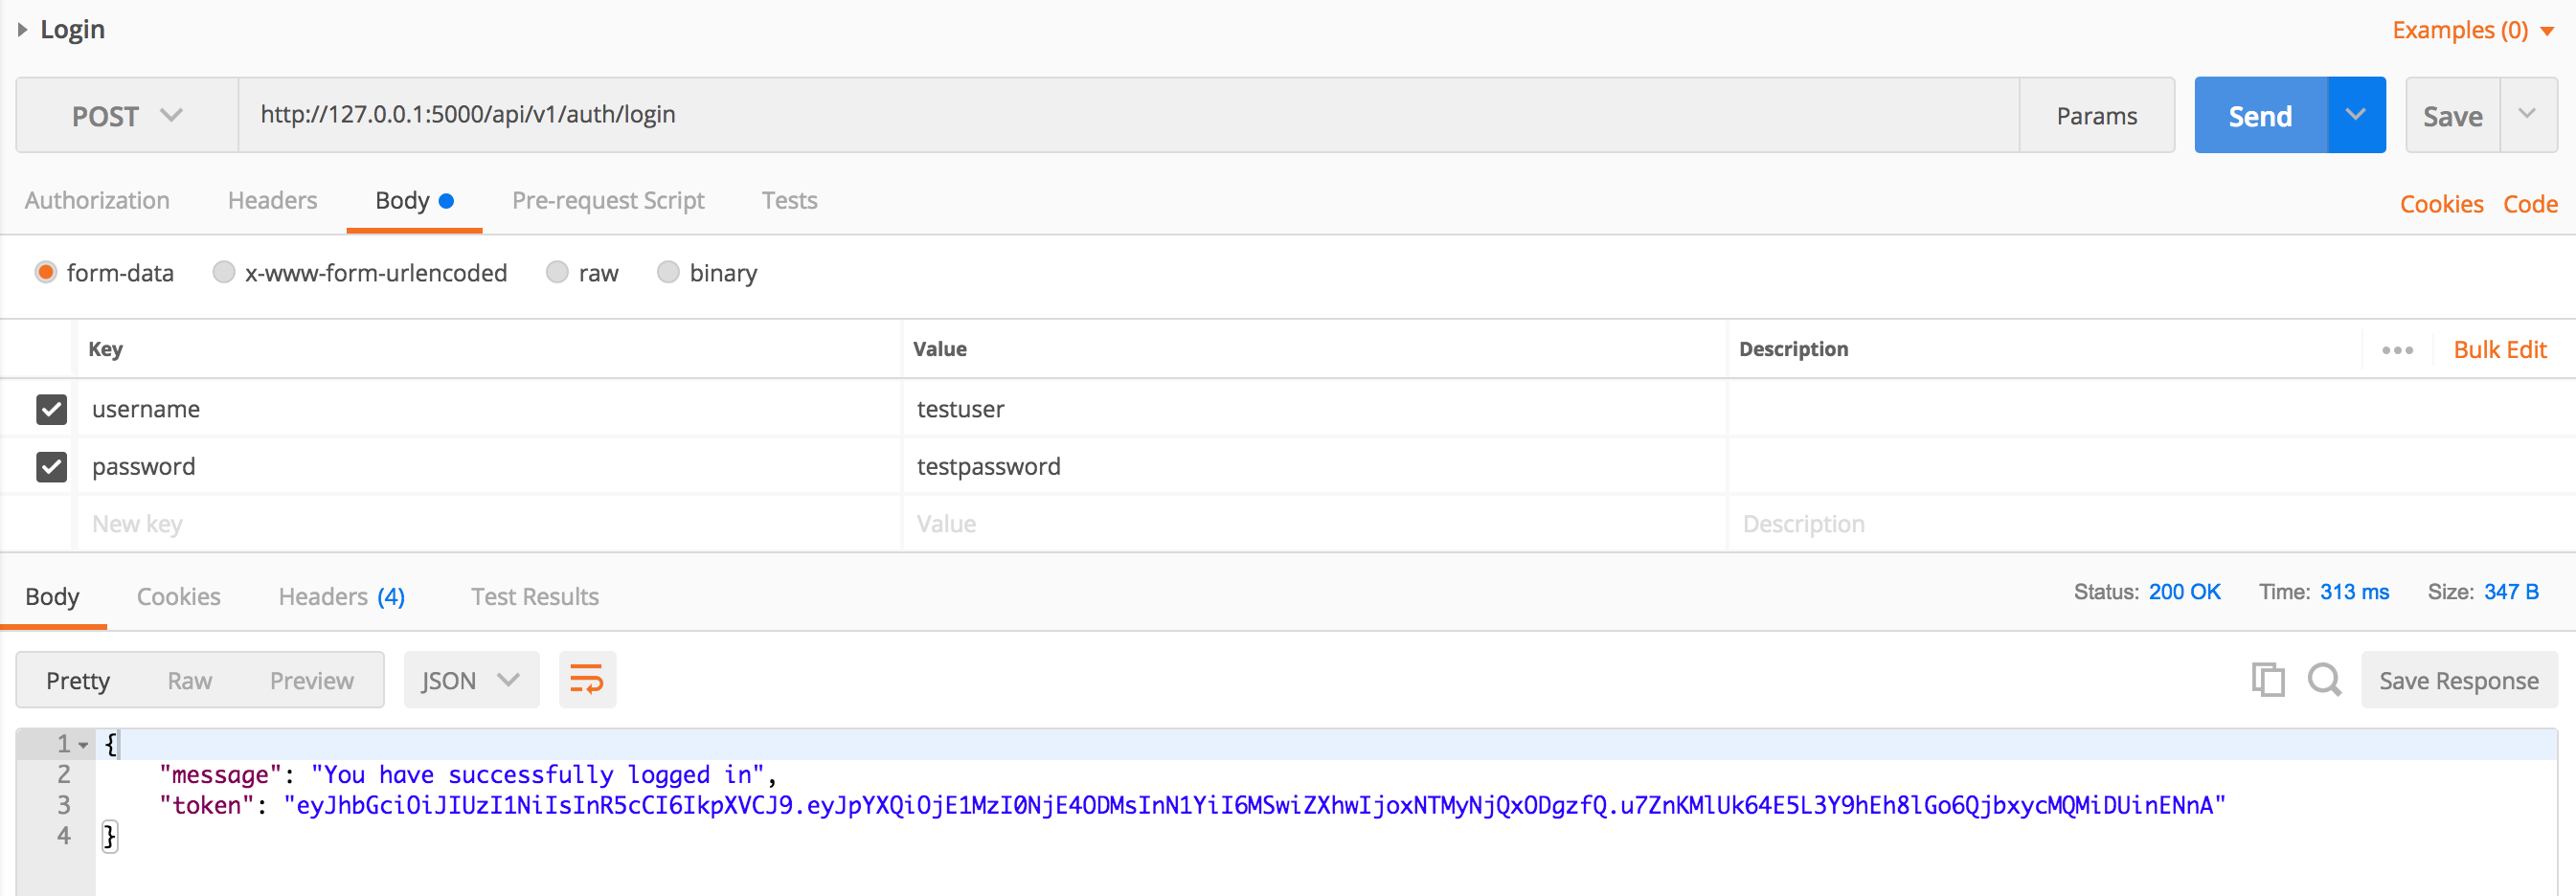 Login
Examples (0)
POST http://127.0.0.1:5000/api/v1/auth/login Params Send Save
Authorization Headers Body Pre-request Script Tests Cookies Code
form-data x-www-form-urlencoded raw binary
Key Value Description Bulk Edit
username testuser
password testpassword
New key Value Description
Body Cookies Headers (4) Test Results Status: 200 OK Time: 313 ms Size: 347 B
Pretty Raw Preview JSON Save Response
1 {
2 "message": "You have successfully logged in",
3 "token": "eyJhbGciOiJIUzI1NiIsInR5cCI6IkpXVCJ9.eyJpYXQiOjE1MzI0NjE4ODMsInN1YiI6MSwiZXhwIjoxNTMyNjQxODgzfQ.u7ZnKMlUk64E5L3Y9hEh8lGo6QjbxycMQMiDUinENnA"
4 }